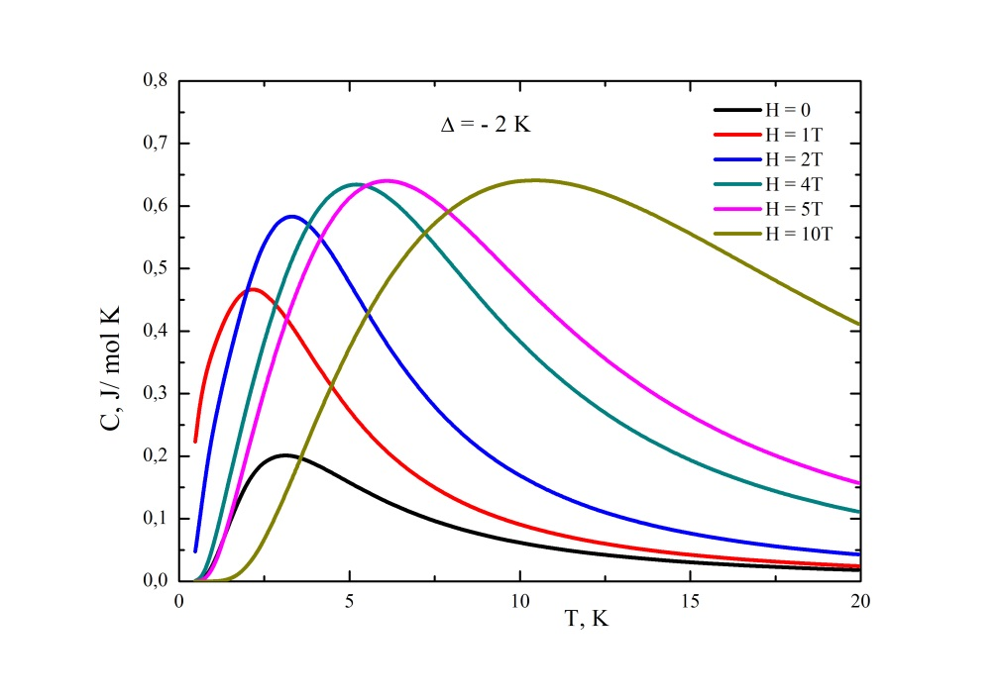 0,8
0,7
0,6
0,5
0,4
0,3
0,2
0,1
0,0
C, J/ mol K
Δ = - 2 K
H = 0
H = 1T
H = 2T
H = 4T
H = 5T
H = 10T
0 5 10 15 20
T, K